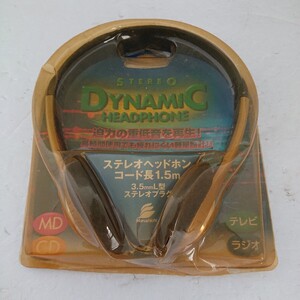 STEREO
DYNAMIC
HEADPHONE
迫力の重低音を再生!
ステレオヘッドホン
コード長1.5m
3.5mmL型
ステレオプラグ
MD
CD
テレビ
ラジオ